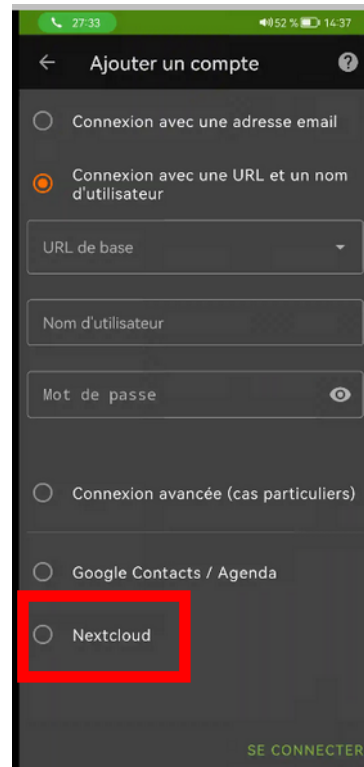 27:33 52 % 14:37
Ajouter un compte
Connexion avec une adresse email
Connexion avec une URL et un nom
d'utilisateur
URL de base
Nom d'utilisateur
Mot de passe
Connexion avancée (cas particuliers)
Google Contacts / Agenda
Nextcloud
SE CONNECTER